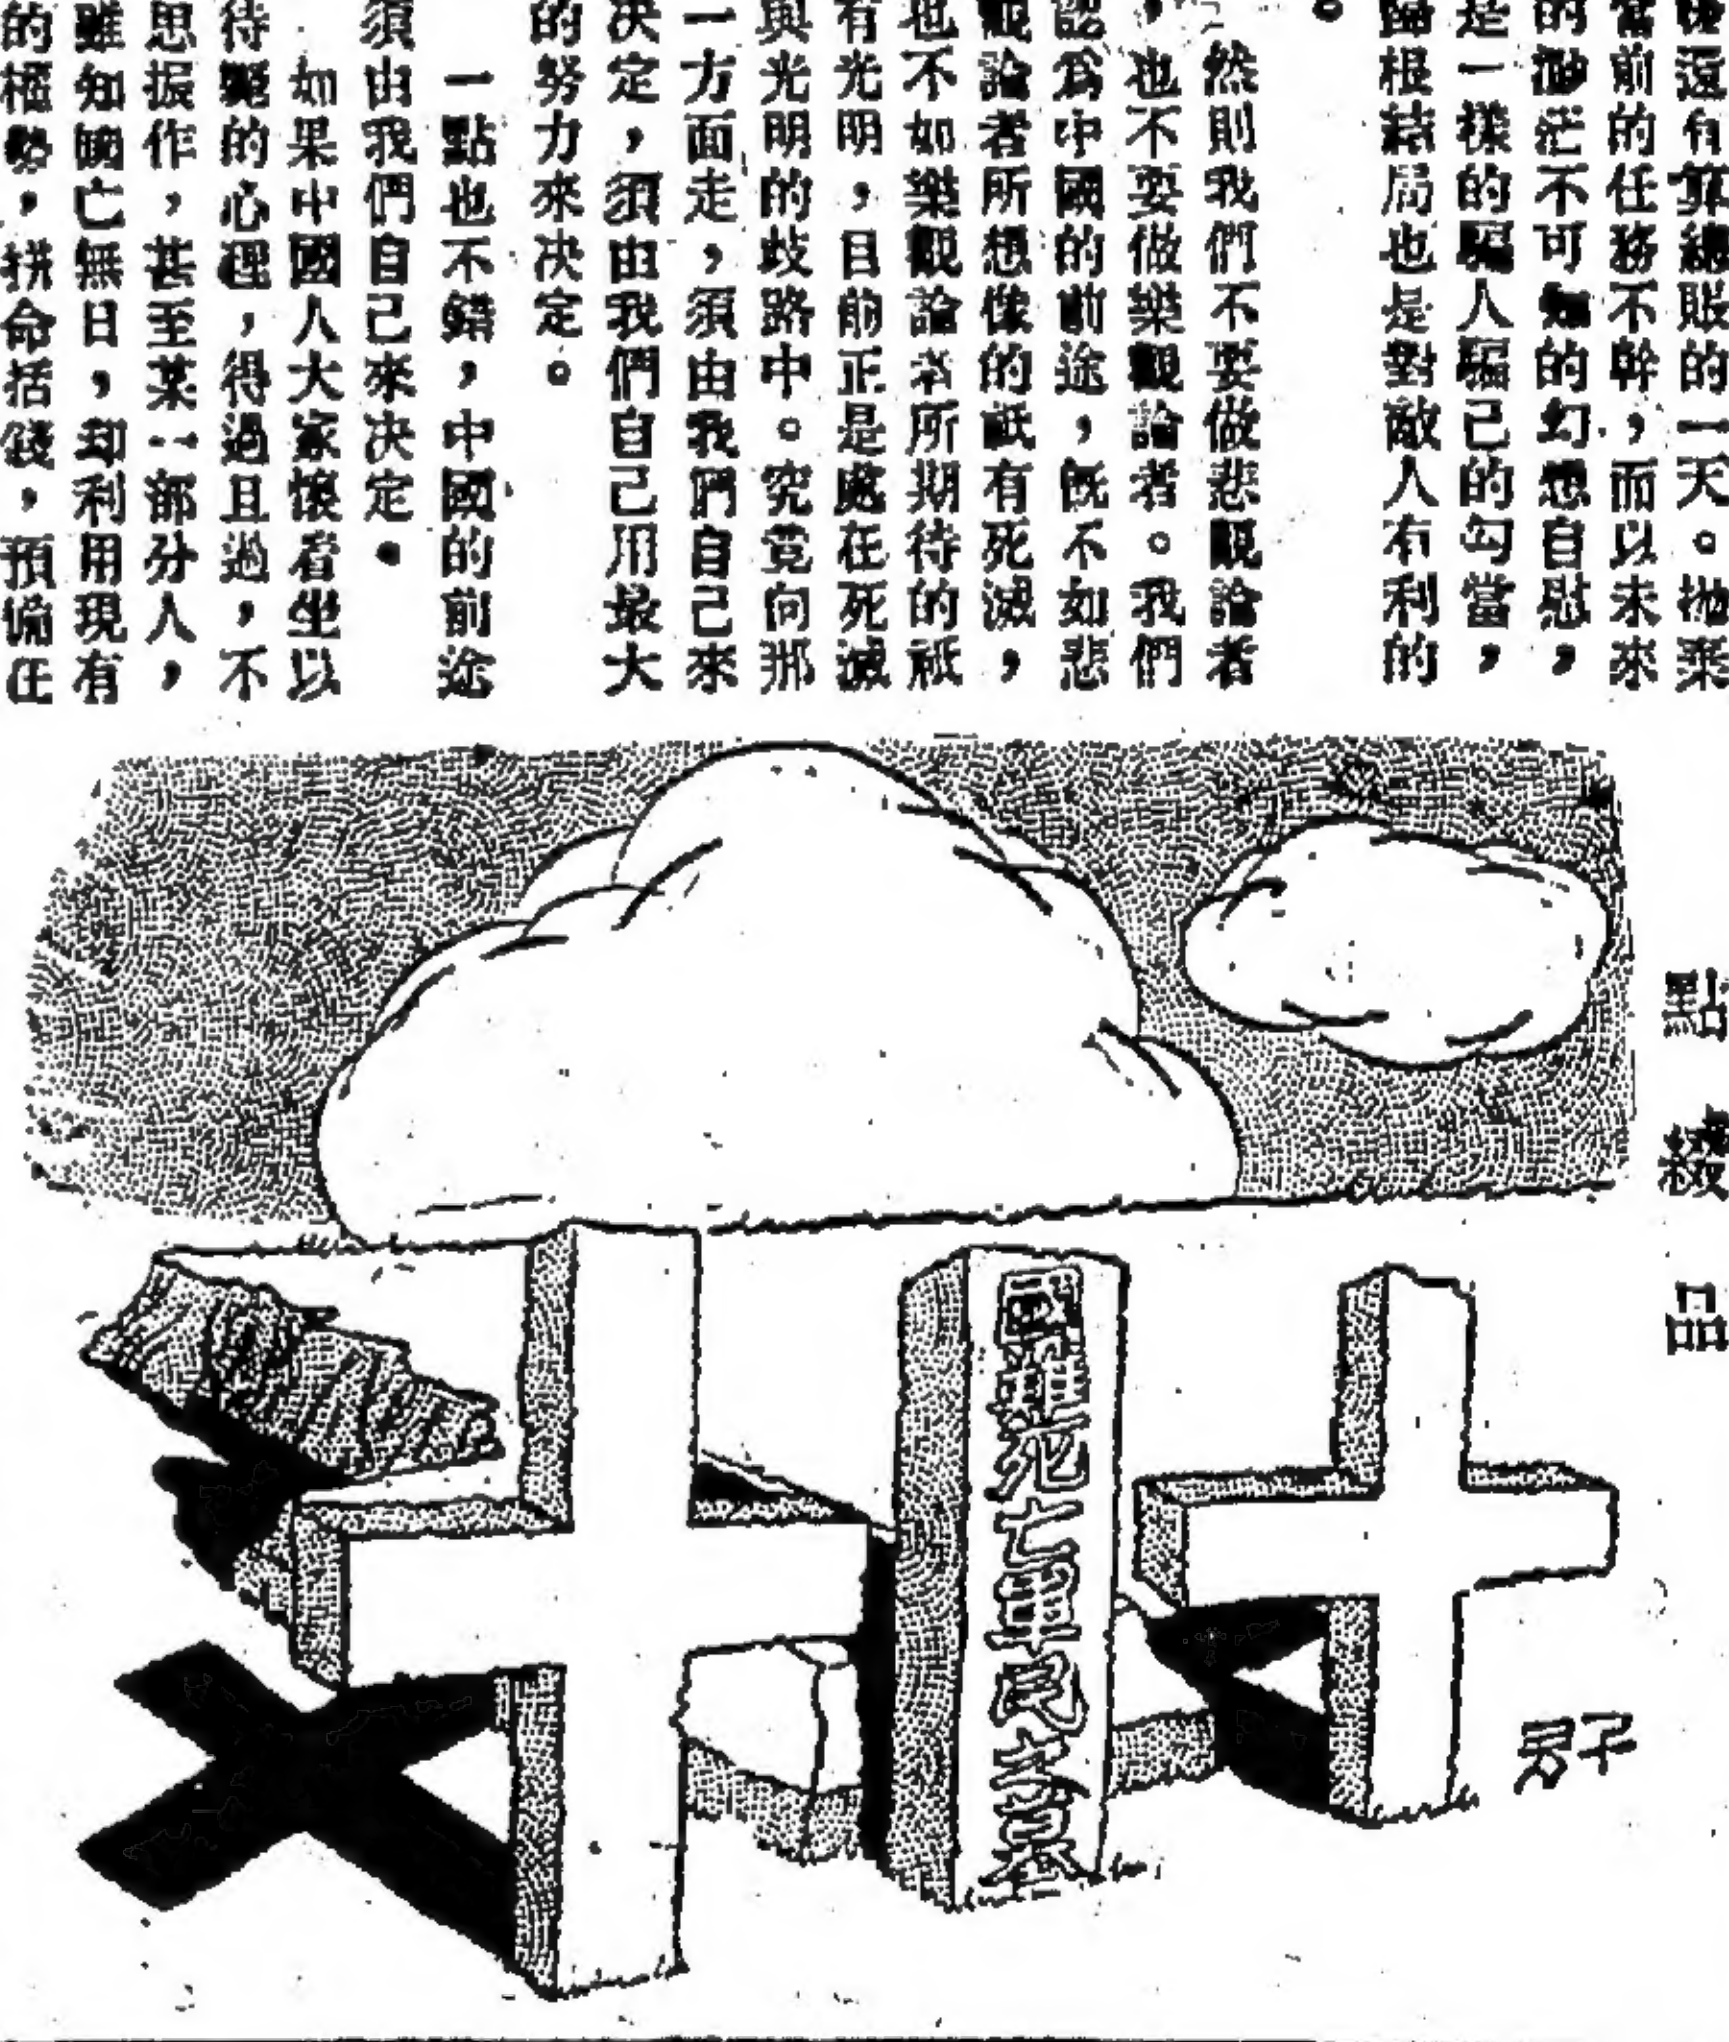 還有算總賬的一天。拋棄
當前的任務不幹，而以未來
的渺茫不可知的幻想自慰，
是一樣的騙人騙己的勾當，
歸根結局也是對敵人有利的
。
然則我們不要做悲觀論者
，也不要做樂觀論者。我們
認爲中國的前途，旣不如悲
觀論者所想像的祇有死滅，
也不如樂觀論者所期待的祇
有光明，目前正是處在死滅
與光明的歧路中。究竟向那
一方面走，須由我們自己來
决定，須由我們自己用最大
的努力來决定。
一點也不錯，中國的前途
須由我們自己來决定。
如果中國人大家懷着坐以
待斃的心理，得過且過，不
思振作，甚至某一部分人，
雖知淪亡無日，却利用現有
的權勢，拼命括錢，預備在
點綴品
國難死亡軍民之墓
君子